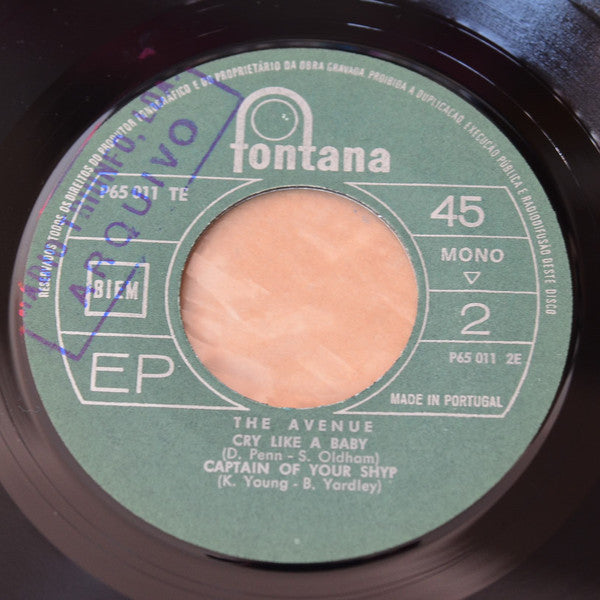 RESERVADOS TODOS OS DIREITOS DO PRODUTOR FONOGRÁFICO E DO PROPRIETÁRIO DA OBRA GRAVADA. PROIBIDA A DUPLICAÇÃO, EXECUÇÃO PÚBLICA E RADIODIFUSÃO DESTE DISCO
fontana
P65 011 TE
45
ARQUIVO
MONO
BIEM
2
P65 011 2E
EP
MADE IN PORTUGAL
THE AVENUE
CRY LIKE A BABY
(D. Penn - S. Oldham)
CAPTAIN OF YOUR SHYP
(K. Young - B. Yardley)